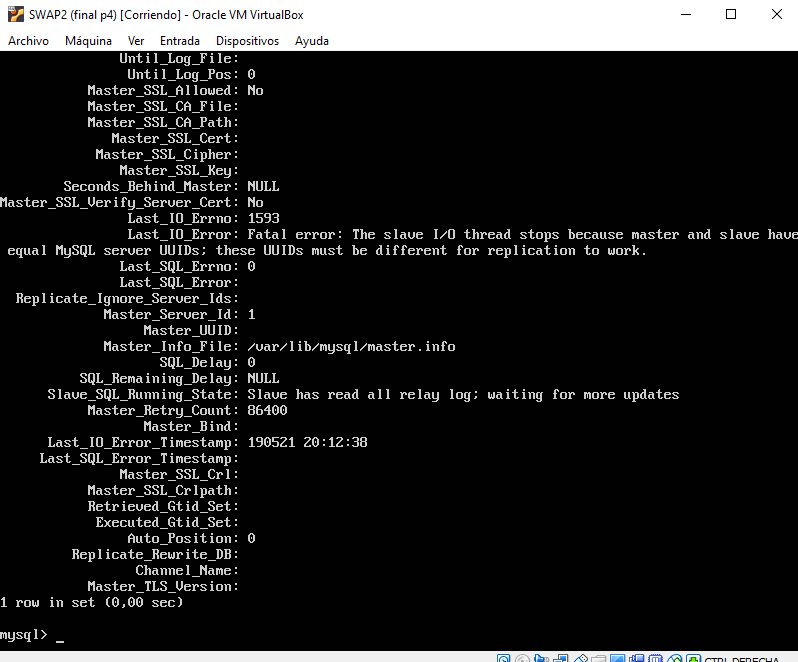 SWAP2 (final p4) [Corriendo] - Oracle VM VirtualBox
Archivo Máquina Ver Entrada Dispositivos Ayuda
Until_Log_File:
Until_Log_Pos: 0
Master_SSL_Allowed: No
Master_SSL_CA_File:
Master_SSL_CA_Path:
Master_SSL_Cert:
Master_SSL_Cipher:
Master_SSL_Key:
Seconds_Behind_Master: NULL
Master_SSL_Verify_Server_Cert: No
Last_IO_Errno: 1593
Last_IO_Error: Fatal error: The slave I/O thread stops because master and slave have
equal MySQL server UUIDs; these UUIDs must be different for replication to work.
Last_SQL_Errno: 0
Last_SQL_Error:
Replicate_Ignore_Server_Ids:
Master_Server_Id: 1
Master_UUID:
Master_Info_File: /var/lib/mysql/master.info
SQL_Delay: 0
SQL_Remaining_Delay: NULL
Slave_SQL_Running_State: Slave has read all relay log; waiting for more updates
Master_Retry_Count: 86400
Master_Bind:
Last_IO_Error_Timestamp: 190521 20:12:38
Last_SQL_Error_Timestamp:
Master_SSL_Crl:
Master_SSL_Crlpath:
Retrieved_Gtid_Set:
Executed_Gtid_Set:
Auto_Position: 0
Replicate_Rewrite_DB:
Channel_Name:
Master_TLS_Version:
1 row in set (0,00 sec)
mysql> _
CTRL DERECHA